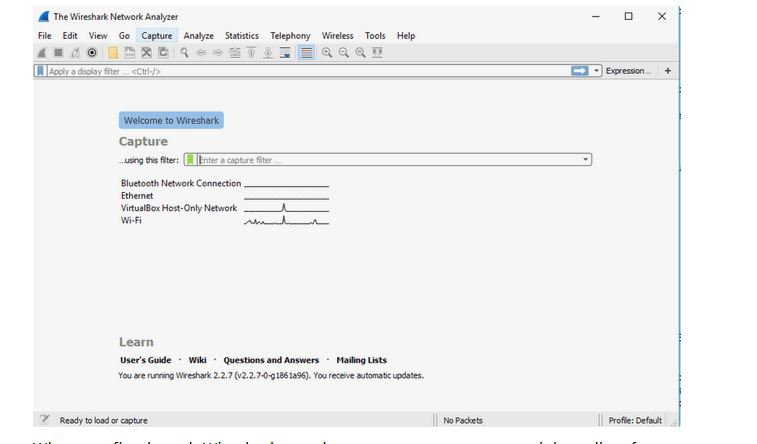 The Wireshark Network Analyzer
File Edit View Go Capture Analyze Statistics Telephony Wireless Tools Help
Apply a display filter ... <Ctrl-/> Expression... +
Welcome to Wireshark
Capture
...using this filter: Enter a capture filter ...
Bluetooth Network Connection
Ethernet
VirtualBox Host-Only Network
Wi-Fi
Learn
User's Guide · Wiki · Questions and Answers · Mailing Lists
You are running Wireshark 2.2.7 (v2.2.7-0-g1861a96). You receive automatic updates.
Ready to load or capture No Packets Profile: Default